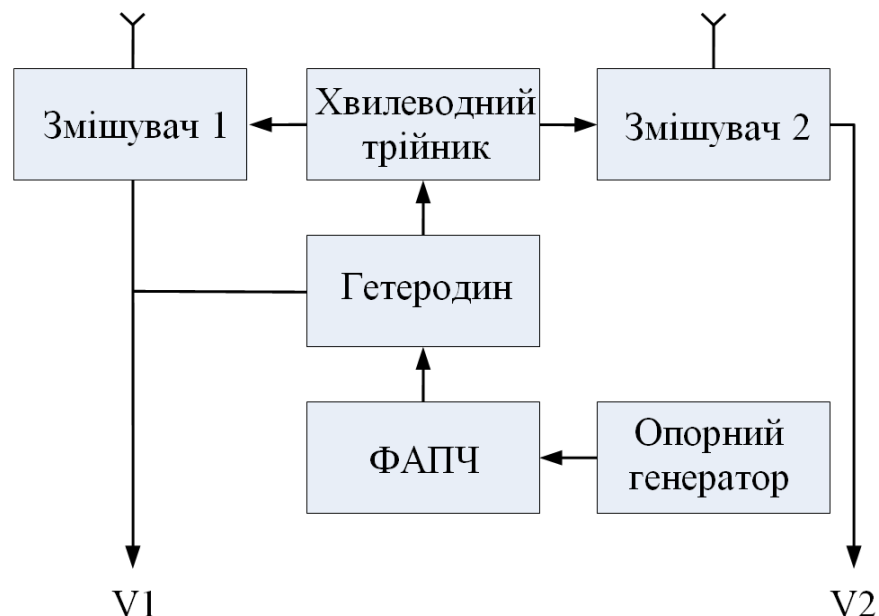 Змішувач 1
Хвилеводний
трійник
Змішувач 2
Гетеродин
ФАПЧ
Опорний
генератор
V1
V2